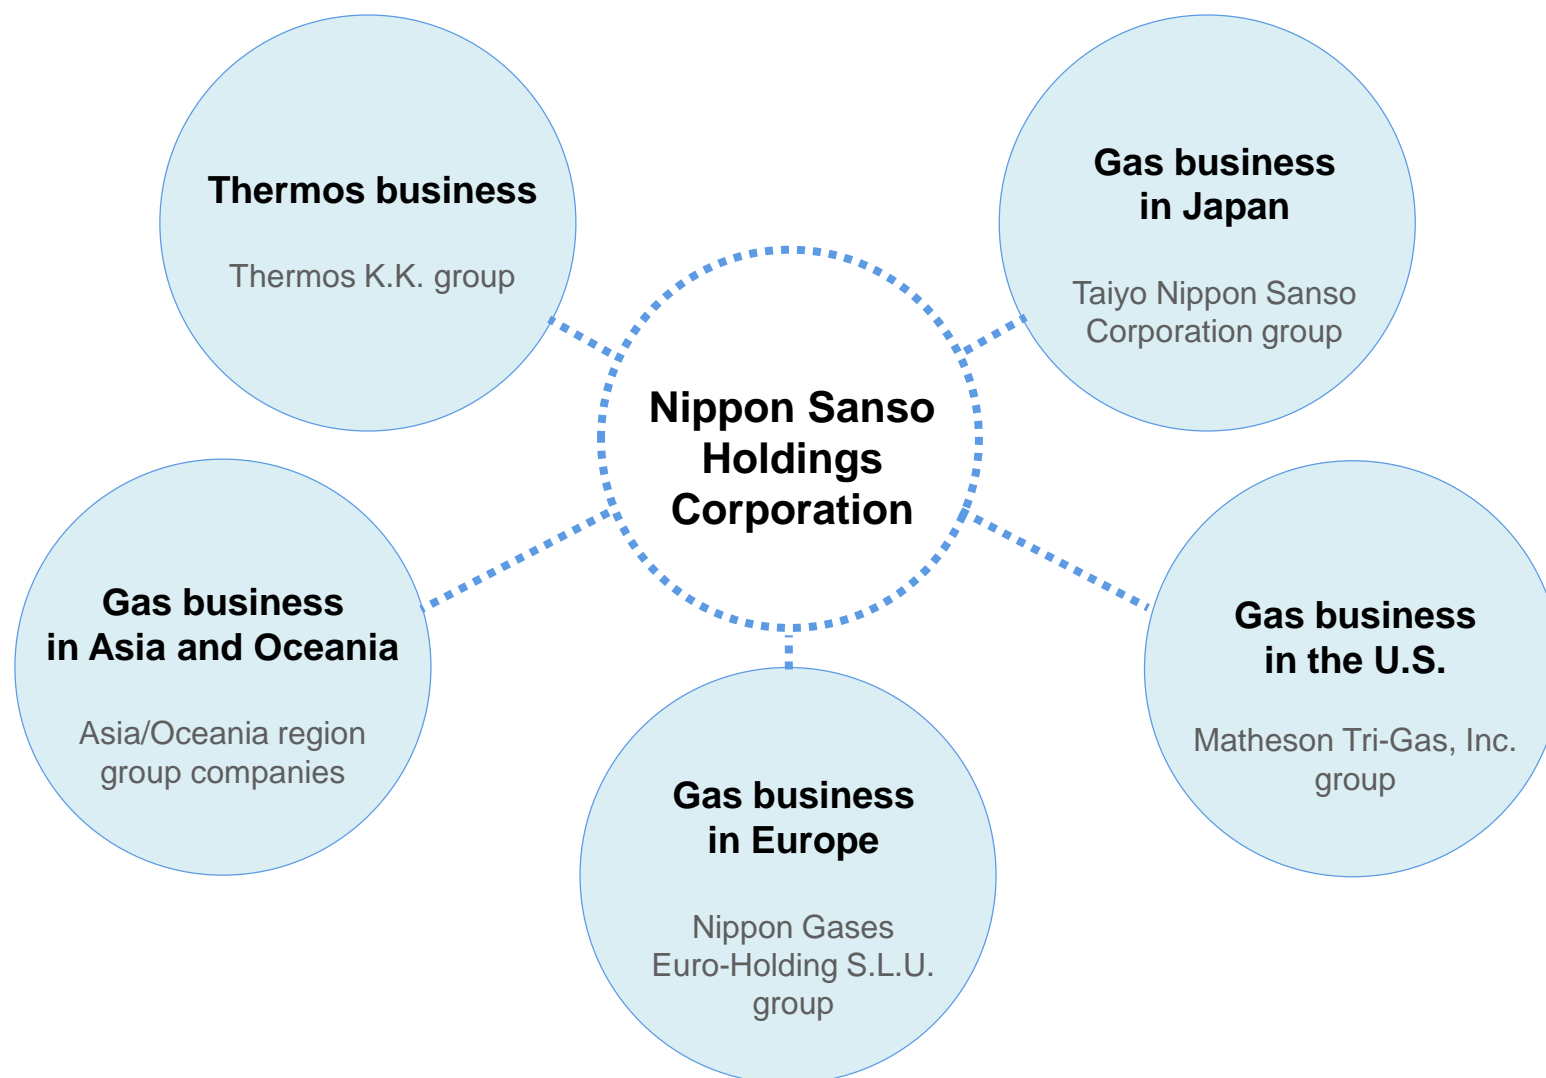 Thermos business
Thermos K.K. group
Gas business
in Japan
Taiyo Nippon Sanso
Corporation group
Nippon Sanso
Holdings
Corporation
Gas business
in Asia and Oceania
Asia/Oceania region
group companies
Gas business
in the U.S.
Matheson Tri-Gas, Inc.
group
Gas business
in Europe
Nippon Gases
Euro-Holding S.L.U.
group